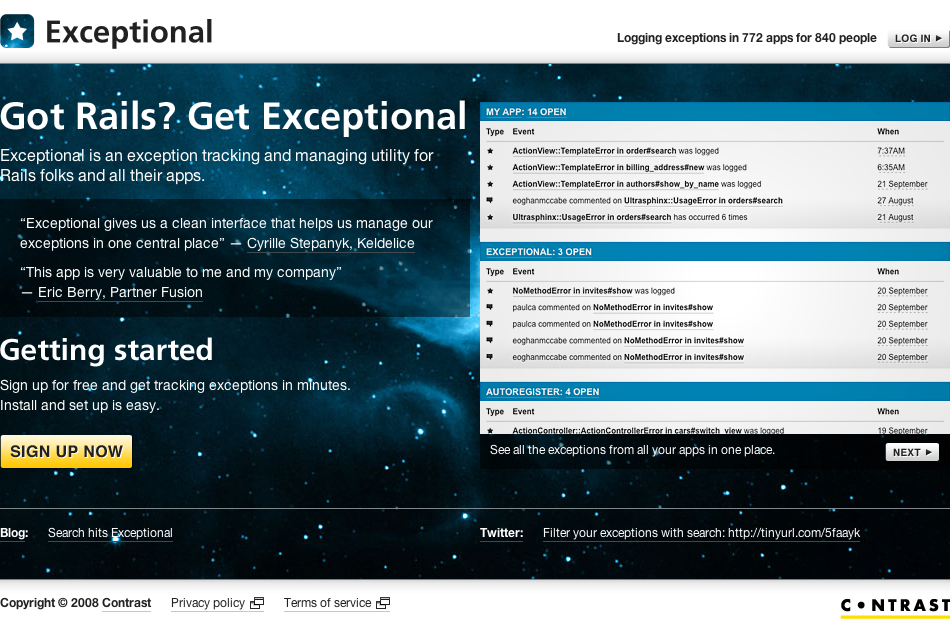 Exceptional
Logging exceptions in 772 apps for 840 people
LOG IN
Got Rails? Get Exceptional
Exceptional is an exception tracking and managing utility for
Rails folks and all their apps.
“Exceptional gives us a clean interface that helps us manage our
exceptions in one central place” — Cyrille Stepanyk, Keldelice
“This app is very valuable to me and my company”
— Eric Berry, Partner Fusion
Getting started
Sign up for free and get tracking exceptions in minutes.
Install and set up is easy.
SIGN UP NOW
MY APP: 14 OPEN
Type Event When
ActionView::TemplateError in order#search was logged 7:37AM
ActionView::TemplateError in billing_address#new was logged 6:35AM
ActionView::TemplateError in authors#show_by_name was logged 21 September
eoghanmccabe commented on Ultrasphinx::UsageError in orders#search 27 August
Ultrasphinx::UsageError in orders#search has occurred 6 times 21 August
EXCEPTIONAL: 3 OPEN
Type Event When
NoMethodError in invites#show was logged 20 September
paulca commented on NoMethodError in invites#show 20 September
paulca commented on NoMethodError in invites#show 20 September
eoghanmccabe commented on NoMethodError in invites#show 20 September
eoghanmccabe commented on NoMethodError in invites#show 20 September
AUTOREGISTER: 4 OPEN
Type Event When
ActionController::ActionControllerError in cars#switch_view was logged 19 September
See all the exceptions from all your apps in one place.
NEXT
Blog: Search hits Exceptional
Twitter: Filter your exceptions with search: http://tinyurl.com/5faayk
Copyright © 2008 Contrast Privacy policy Terms of service
CONTRAST